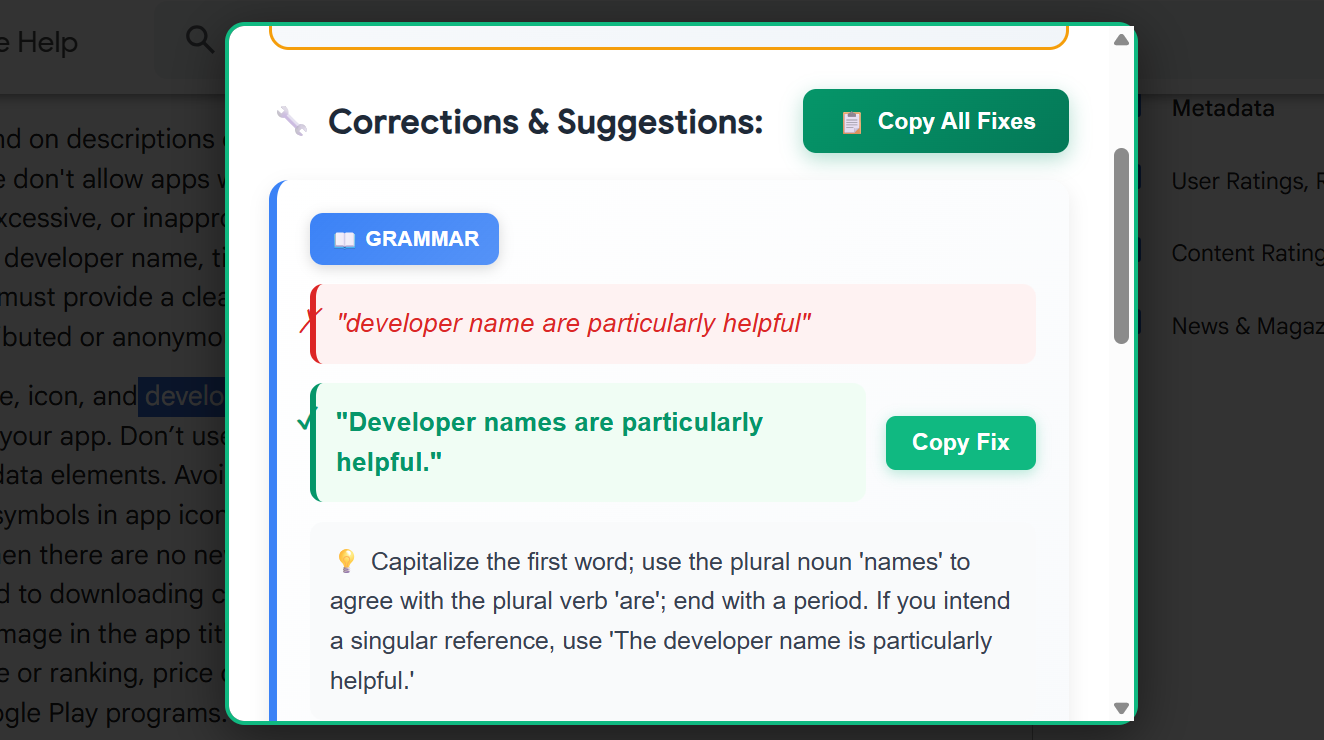 e Help
Corrections & Suggestions:
Copy All Fixes
GRAMMAR
"developer name are particularly helpful"
"Developer names are particularly
helpful."
Copy Fix
Capitalize the first word; use the plural noun 'names' to
agree with the plural verb 'are'; end with a period. If you intend
a singular reference, use 'The developer name is particularly
helpful.'
nd on descriptions
e don't allow apps
xcessive, or inappro
developer name, ti
must provide a clea
buted or anonymo
e, icon, and develo
your app. Don’t use
data elements. Avoi
symbols in app icon
hen there are no ne
d to downloading c
mage in the app tit
e or ranking, price
ogle Play programs.
Metadata
User Ratings, R
Content Rating
News & Magaz